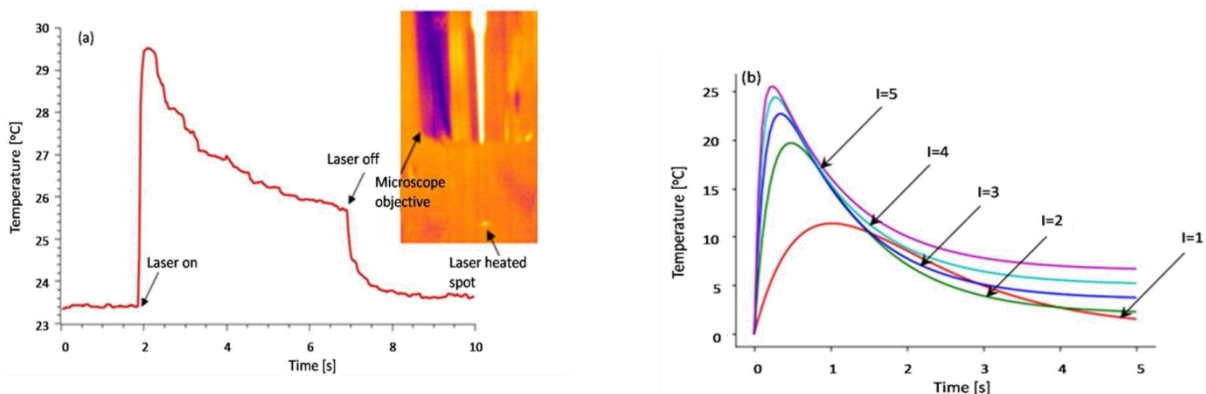 (a)
30
29
28
27
26
25
24
23
Temperature [ºC]
0
2
4
6
8
10
Time [s]
Laser on
Laser off
Microscope
objective
Laser heated
spot
(b)
25
20
15
10
5
0
Temperature [ºC]
0
1
2
3
4
5
Time [s]
I=5
I=4
I=3
I=2
I=1